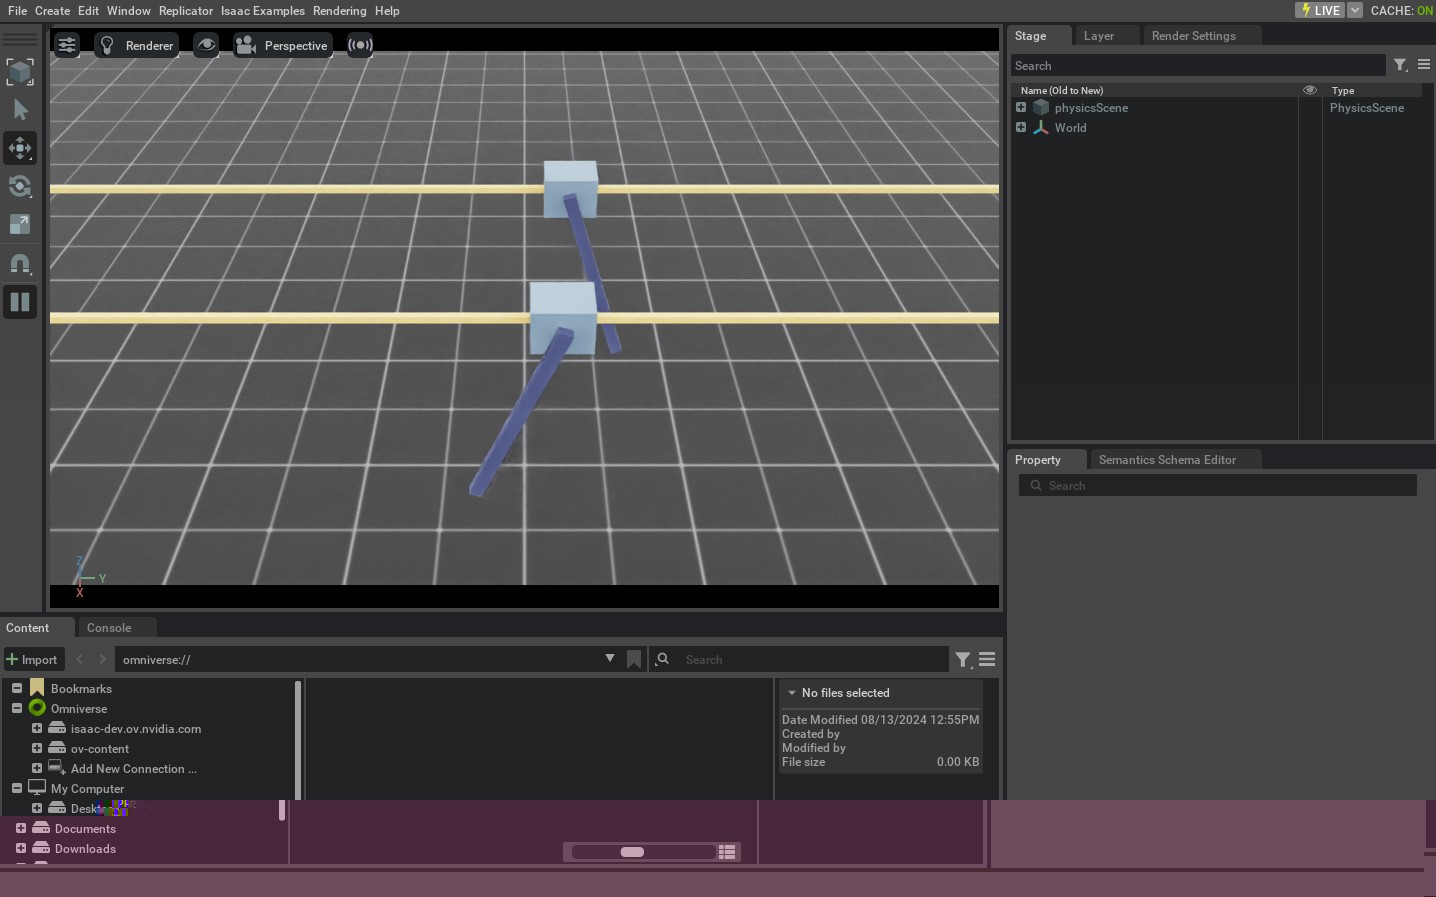 File Create Edit Window Replicator Isaac Examples Rendering Help
LIVE CACHE: ON
Renderer Perspective
Stage Layer Render Settings
Search
Name (Old to New) Type
physicsScene PhysicsScene
World
Property Semantics Schema Editor
Search
Z
Y
X
Content Console
Import omniverse:// Search
Bookmarks
Omniverse
isaac-dev.ov.nvidia.com
ov-content
Add New Connection ...
My Computer
Documents
Downloads
No files selected
Date Modified 08/13/2024 12:55PM
Created by
Modified by
File size 0.00 KB